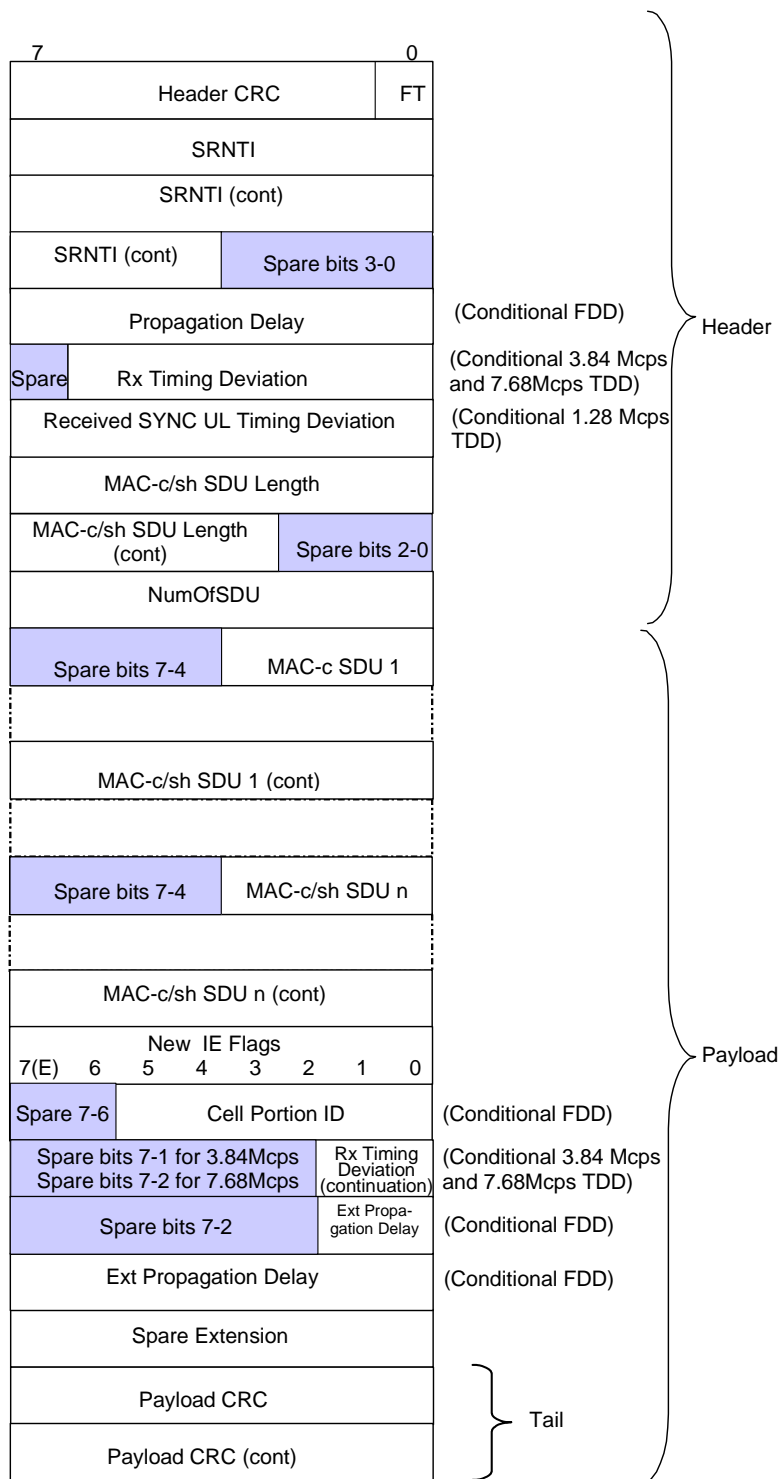 7 0
Header CRC FT
SRNTI
SRNTI (cont)
SRNTI (cont) Spare bits 3-0
Propagation Delay (Conditional FDD)
Header
Spare Rx Timing Deviation (Conditional 3.84 Mcps
and 7.68Mcps TDD)
Received SYNC UL Timing Deviation (Conditional 1.28 Mcps
TDD)
MAC-c/sh SDU Length
MAC-c/sh SDU Length
(cont) Spare bits 2-0
NumOfSDU
Spare bits 7-4 MAC-c SDU 1
MAC-c/sh SDU 1 (cont)
Spare bits 7-4 MAC-c/sh SDU n
MAC-c/sh SDU n (cont)
New IE Flags
7(E) 6 5 4 3 2 1 0
Payload
Spare 7-6 Cell Portion ID (Conditional FDD)
Spare bits 7-1 for 3.84Mcps
Spare bits 7-2 for 7.68Mcps
Rx Timing
Deviation
(continuation)
(Conditional 3.84 Mcps
and 7.68Mcps TDD)
Spare bits 7-2
Ext Propa-
gation Delay
(Conditional FDD)
Ext Propagation Delay (Conditional FDD)
Spare Extension
Payload CRC
Tail
Payload CRC (cont)